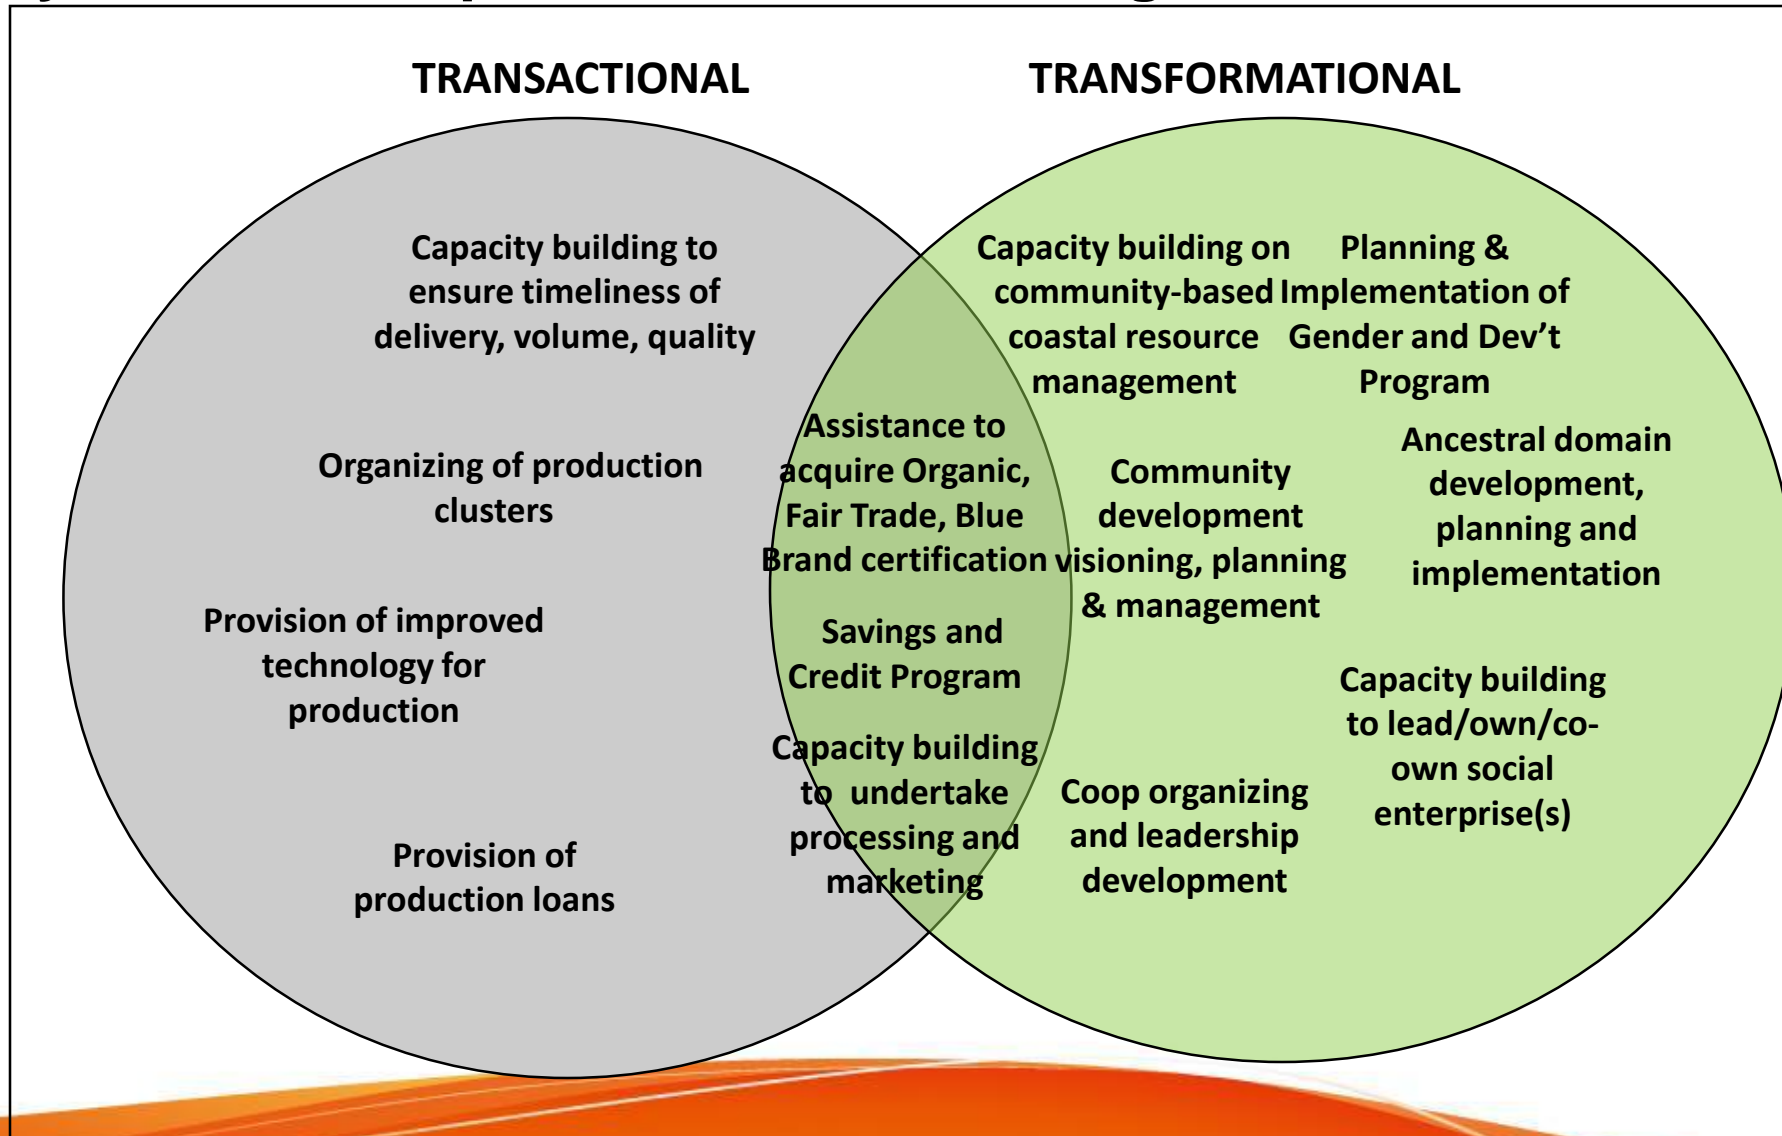 TRANSACTIONAL
TRANSFORMATIONAL
Capacity building to
ensure timeliness of
delivery, volume, quality
Organizing of production
clusters
Provision of improved
technology for
production
Provision of
production loans
Assistance to
acquire Organic,
Fair Trade, Blue
Brand certification
Savings and
Credit Program
Capacity building
to  undertake
processing and
marketing
Capacity building on
community-based
coastal resource
management
Planning &
Implementation of
Gender and Dev’t
Program
Community
development
visioning, planning
& management
Ancestral domain
development,
planning and
implementation
Coop organizing
and leadership
development
Capacity building
to lead/own/co-
own social
enterprise(s)